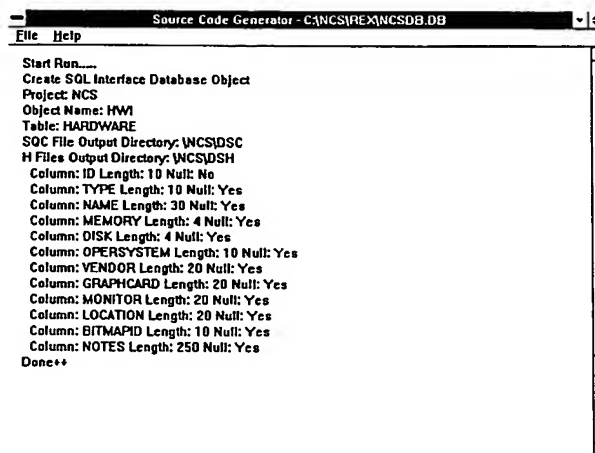 Source Code Generator - C:\NCS\REX\NCSDB.DB
File Help
Start Run.....
Create SQL Interface Database Object
Project: NCS
Object Name: HWI
Table: HARDWARE
SQC File Output Directory: \NCS\DSC
H Files Output Directory: \NCS\DSH
Column: ID Length: 10 Null: No
Column: TYPE Length: 10 Null: Yes
Column: NAME Length: 30 Null: Yes
Column: MEMORY Length: 4 Null: Yes
Column: DISK Length: 4 Null: Yes
Column: OPERSYSTEM Length: 10 Null: Yes
Column: VENDOR Length: 20 Null: Yes
Column: GRAPHCARD Length: 20 Null: Yes
Column: MONITOR Length: 20 Null: Yes
Column: LOCATION Length: 20 Null: Yes
Column: BITMAPID Length: 10 Null: Yes
Column: NOTES Length: 250 Null: Yes
Done++